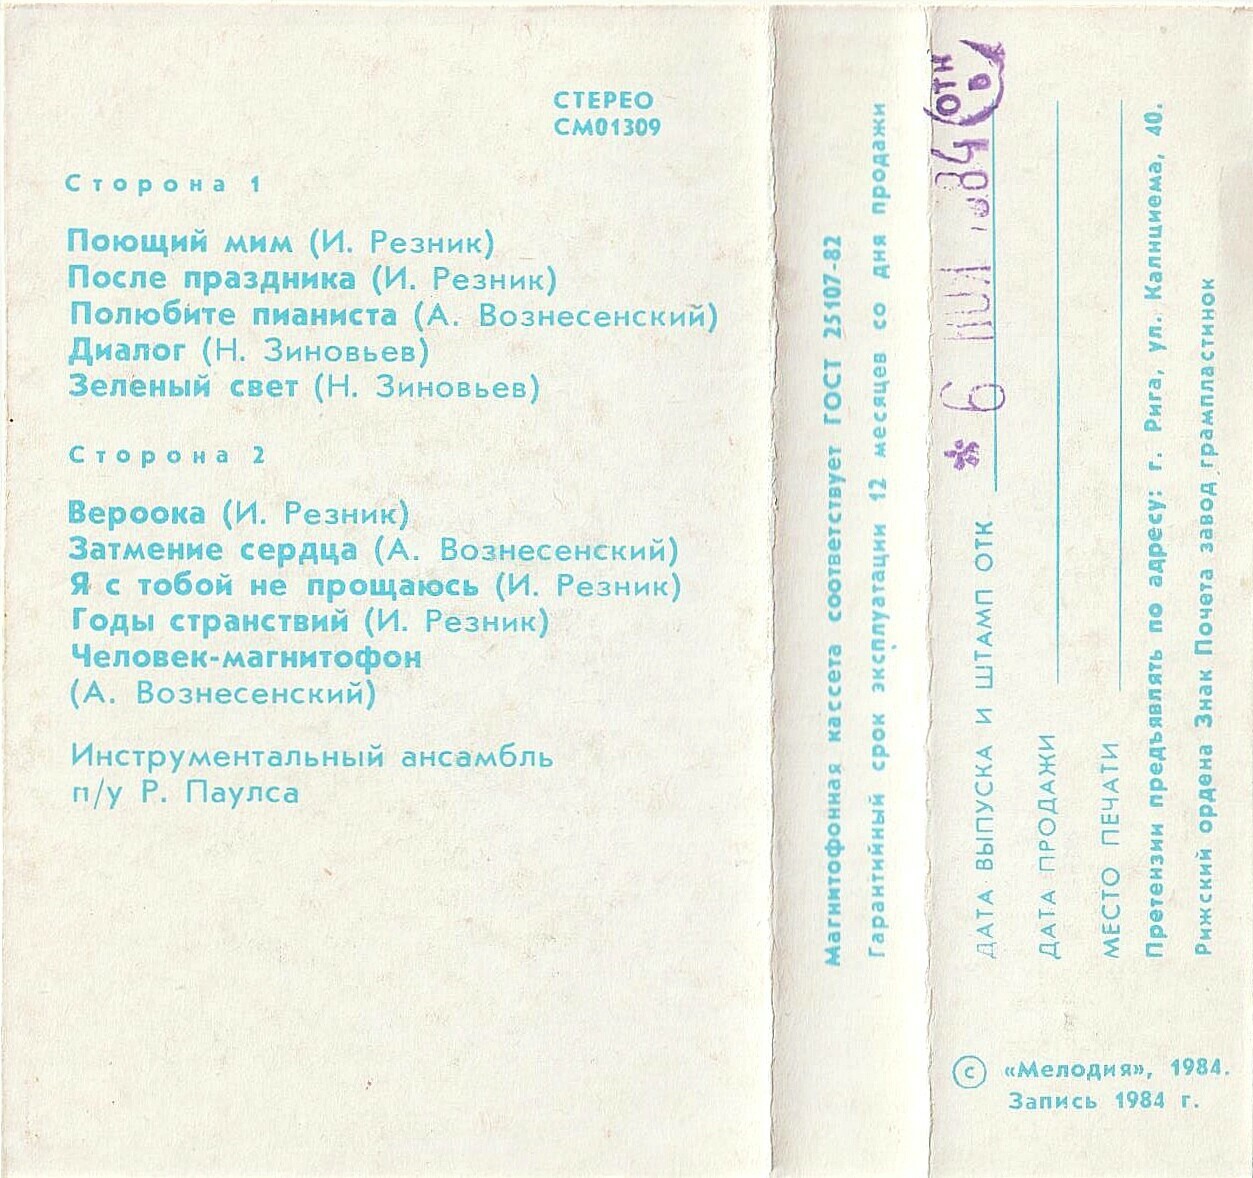 СТЕРЕО
СМ01309
Сторона 1
Поющий мим (И. Резник)
После праздника (И. Резник)
Полюбите пианиста (А. Вознесенский)
Диалог (Н. Зиновьев)
Зеленый свет (Н. Зиновьев)
Сторона 2
Вероока (И. Резник)
Затмение сердца (А. Вознесенский)
Я с тобой не прощаюсь (И. Резник)
Годы странствий (И. Резник)
Человек-магнитофон
(А. Вознесенский)
Инструментальный ансамбль
п/у Р. Паулса
Магнитофонная кассета соответствует ГОСТ 25107-82
Гарантийный срок эксплуатации 12 месяцев со дня продажи
ДАТА ВЫПУСКА И ШТАМП ОТК
* 6 84
ДАТА ПРОДАЖИ
МЕСТО ПЕЧАТИ
Претензии предъявлять по адресу: г. Рига, ул. Калнциема, 40.
Рижский ордена Знак Почета завод грампластинок
© «Мелодия», 1984.
Запись 1984 г.